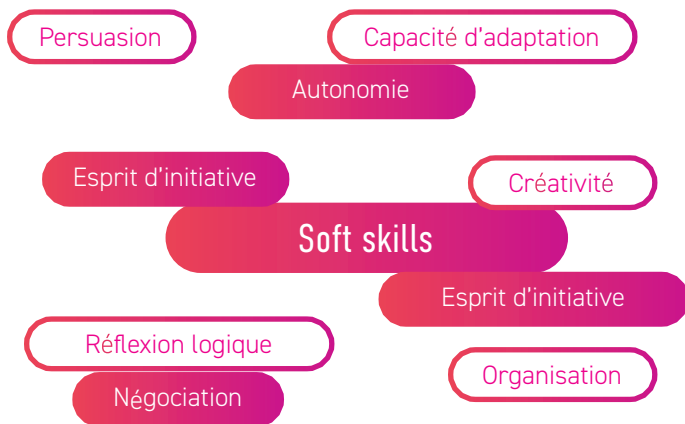 Persuasion
Capacité d'adaptation
Autonomie
Esprit d'initiative
Créativité
Soft skills
Esprit d'initiative
Réflexion logique
Organisation
Négociation